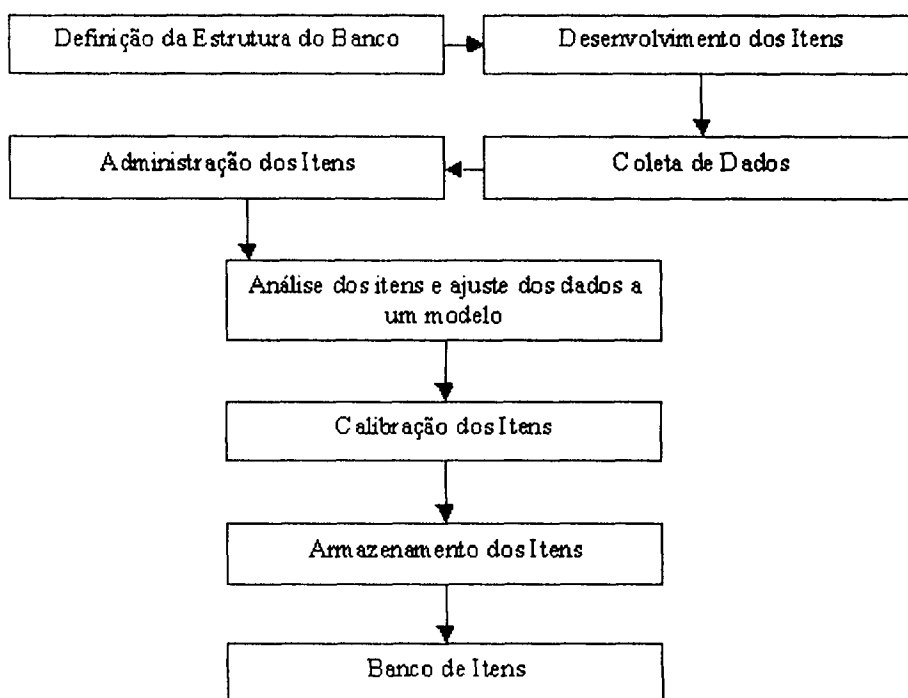 Definição da Estrutura do Banco
Desenvolvimento dos Itens
Administração dos Itens
Coleta de Dados
Análise dos itens e ajuste dos dados a
um modelo
Calibração dos Itens
Armazenamento dos Itens
Banco de Itens